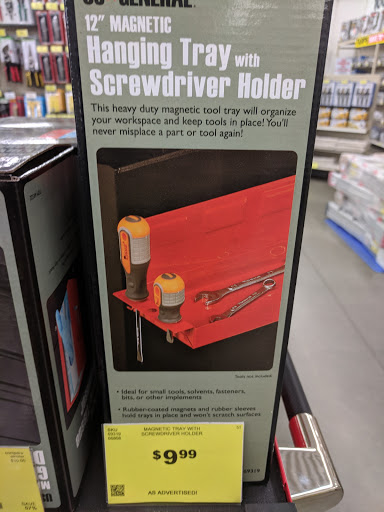 GENERAL
12" MAGNETIC
Hanging Tray with
Screwdriver Holder
This heavy duty magnetic tool tray will organize
your workspace and keep tools in place! You'll
never misplace a part or tool again!
Tools not included
• Ideal for small tools, solvents, fasteners,
bits, or other implements
• Rubber-coated magnets and rubber sleeves
hold trays in place and won't scratch surfaces
SKU
MAGNETIC TRAY WITH
SCREWDRIVER HOLDER
$9.99
AS ADVERTISED!